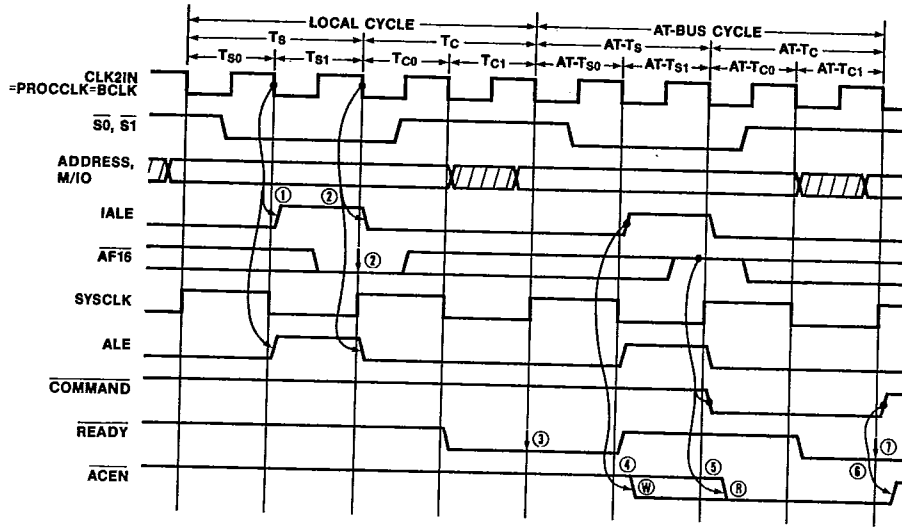 LOCAL CYCLE
AT-BUS CYCLE
TS
TC
AT-TS
AT-TC
TS0
TS1
TC0
TC1
AT-TS0
AT-TS1
AT-TC0
AT-TC1
CLK2IN
=PROCCLK=BCLK
S0, S1
ADDRESS,
M/IO
① ②
IALE
AF16
②
SYSCLK
ALE
COMMAND
READY
③
⑦
④ ⑤ ⑥
ACEN
Ⓦ Ⓡ